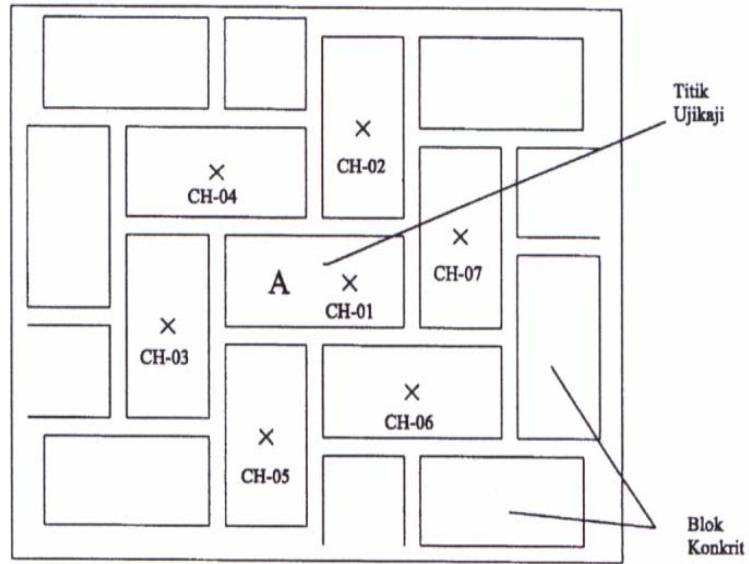 Titik
Ujikaji
CH-02
CH-04
CH-07
A
CH-01
CH-03
CH-06
CH-05
Blok
Konkrit